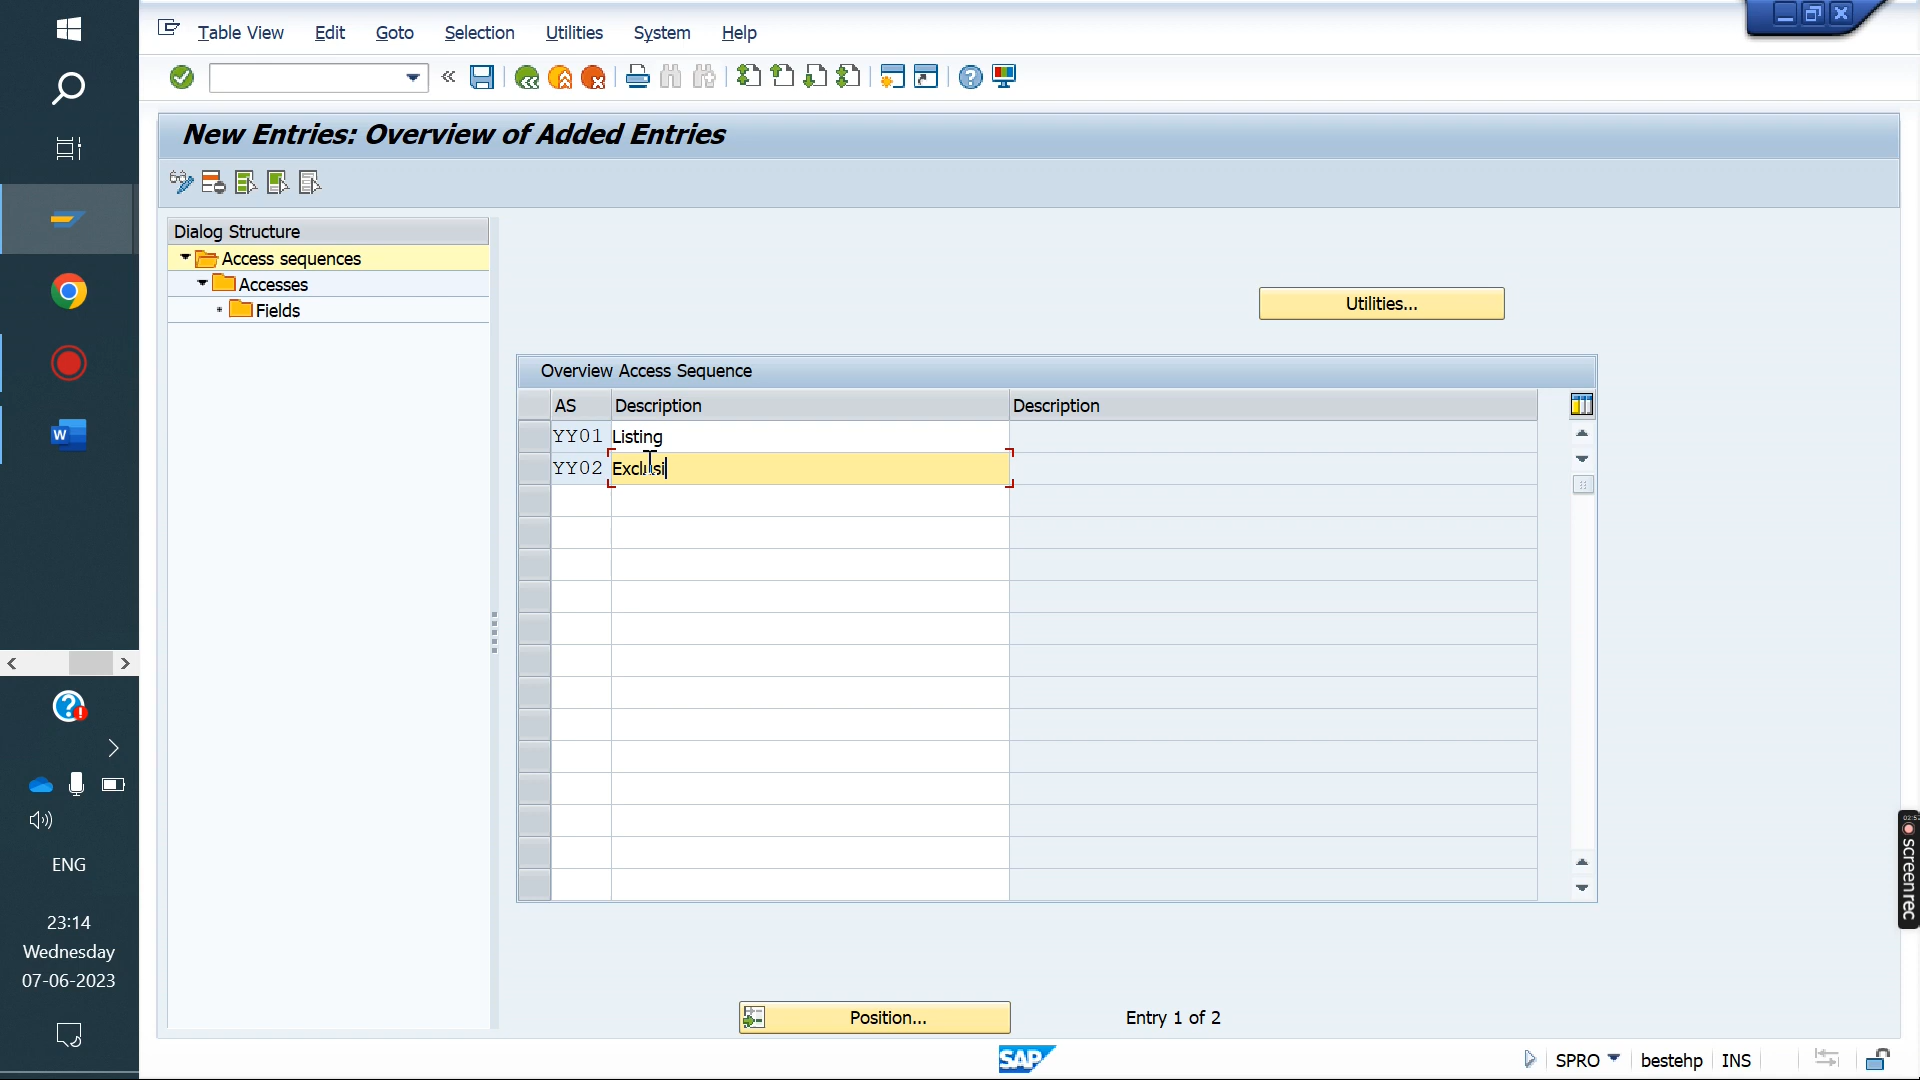 Table View Edit Goto Selection Utilities System Help
New Entries: Overview of Added Entries
Dialog Structure
Access sequences
Accesses
Fields
Utilities...
Overview Access Sequence
AS Description Description
YY01 Listing
YY02 Exclusi
Position... Entry 1 of 2
SAP
SPRO bestehp INS
W
ENG
23:14
Wednesday
07-06-2023
screenrec